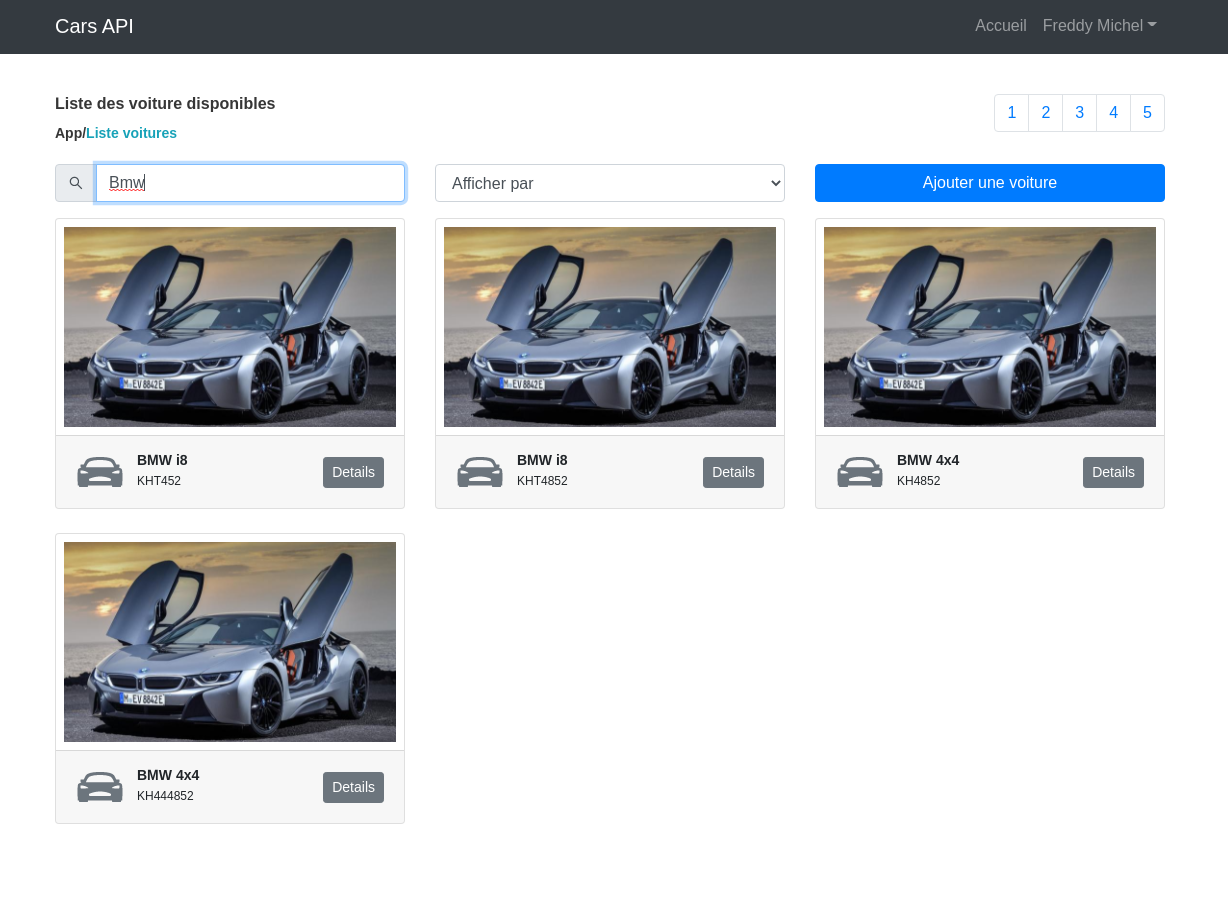 Cars API
Accueil
Freddy Michel
Liste des voiture disponibles
1 2 3 4 5
App/Liste voitures
Bmw
Afficher par
Ajouter une voiture
M EV 8842E
M EV 8842E
M EV 8842E
BMW i8
KHT452
Details
BMW i8
KHT4852
Details
BMW 4x4
KH4852
Details
M EV 8842E
BMW 4x4
KH444852
Details